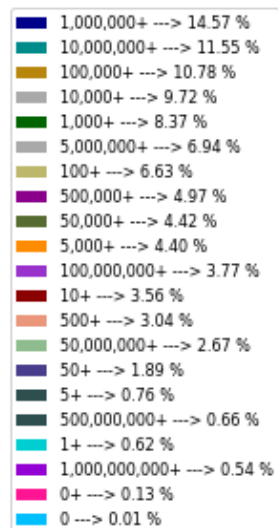 1,000,000+ ---> 14.57 %
10,000,000+ ---> 11.55 %
100,000+ ---> 10.78 %
10,000+ ---> 9.72 %
1,000+ ---> 8.37 %
5,000,000+ ---> 6.94 %
100+ ---> 6.63 %
500,000+ ---> 4.97 %
50,000+ ---> 4.42 %
5,000+ ---> 4.40 %
100,000,000+ ---> 3.77 %
10+ ---> 3.56 %
500+ ---> 3.04 %
50,000,000+ ---> 2.67 %
50+ ---> 1.89 %
5+ ---> 0.76 %
500,000,000+ ---> 0.66 %
1+ ---> 0.62 %
1,000,000,000+ ---> 0.54 %
0+ ---> 0.13 %
0 ---> 0.01 %